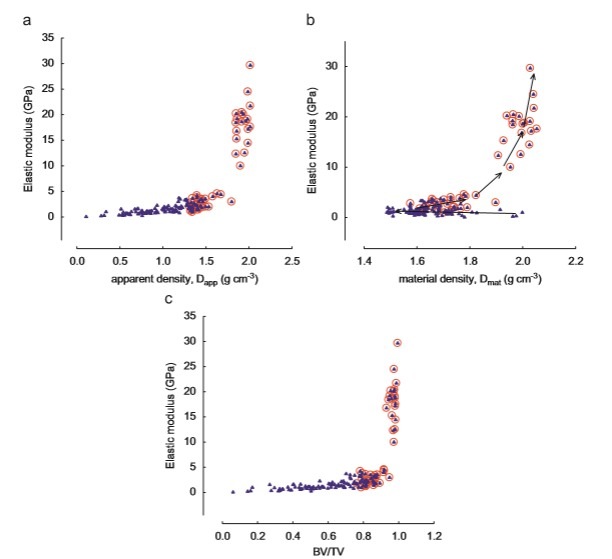 a
35
30
25
20
15
10
5
0
Elastic modulus (GPa)
0.0 0.5 1.0 1.5 2.0 2.5
apparent density, Dapp (g cm-3)
b
30
20
10
0
Elastic modulus (GPa)
1.4 1.6 1.8 2.0 2.2
material density, Dmat (g cm-3)
c
35
30
25
20
15
10
5
0
Elastic modulus (GPa)
0.0 0.2 0.4 0.6 0.8 1.0 1.2
BV/TV